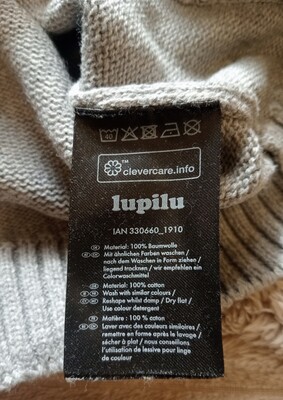 40
clevercare.info
lupilu
IAN 330660_1910
Material: 100% Baumwolle
Mit ähnlichen Farben waschen /
nach dem Waschen in Form ziehen /
liegend trocknen / wir empfehlen ein
Colorwaschmittel
Material: 100% cotton
Wash with similar colours /
Reshape whilst damp / Dry flat /
Use colour detergent
Matière : 100 % coton
Laver avec des couleurs similaires /
remettre en forme après le lavage /
sécher à plat / nous conseillons
l'utilisation de lessive pour linge
de couleur